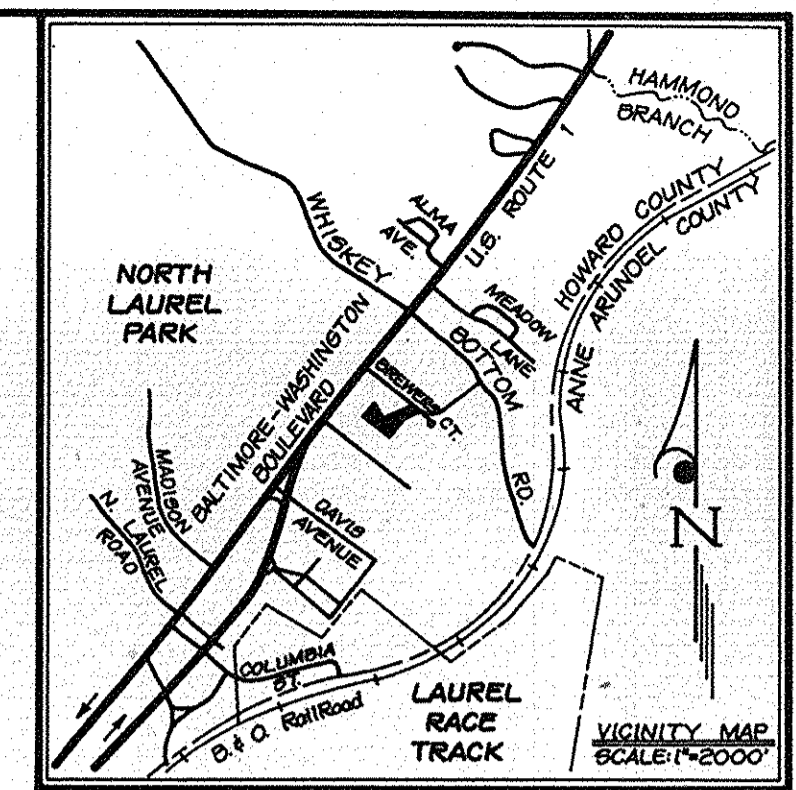 HAMMOND
BRANCH
U.S. ROUTE 1
HOWARD COUNTY
ANNE ARUNDEL COUNTY
ALMA
AVE.
WHISKEY
BOTTOM
RD.
MEADOW
LANE
NORTH
LAUREL
PARK
BALTIMORE-WASHINGTON
BOULEVARD
BREWERS CT.
MADISON
AVENUE
N. LAUREL
ROAD
DAVIS
AVENUE
N
COLUMBIA
ST.
B. & O. RailRoad
LAUREL
RACE
TRACK
VICINITY MAP
SCALE: 1"=2000'